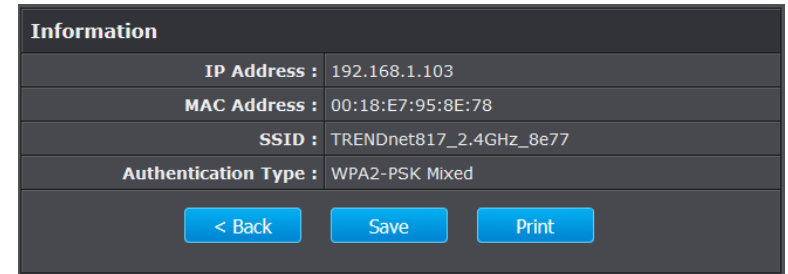 Information
IP Address : 192.168.1.103
MAC Address : 00:18:E7:95:8E:78
SSID : TRENDnet817_2.4GHz_8e77
Authentication Type : WPA2-PSK Mixed
< Back Save Print